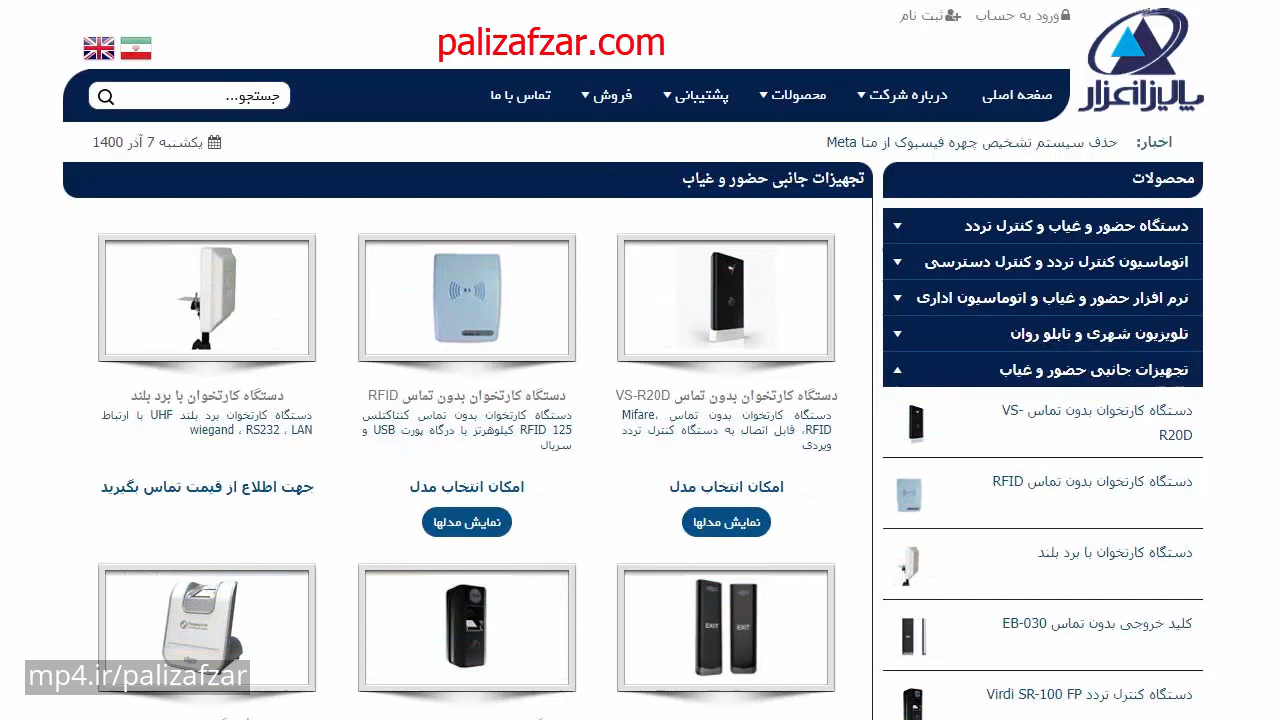 ورود به حساب ثبت نام
palizafzar.com
پالیزافزار
صفحه اصلی درباره شرکت محصولات پشتیبانی فروش تماس با ما
جستجو...
اخبار: حذف سیستم تشخیص چهره فیسبوک از متا Meta
یکشنبه 7 آذر 1400
محصولات
دستگاه حضور و غیاب و کنترل تردد
اتوماسیون کنترل تردد و کنترل دسترسی
نرم افزار حضور و غیاب و اتوماسیون اداری
تلویزیون شهری و تابلو روان
تجهیزات جانبی حضور و غیاب
دستگاه کارتخوان بدون تماس VS-
R20D
دستگاه کارتخوان بدون تماس RFID
دستگاه کارتخوان با برد بلند
کلید خروجی بدون تماس EB-030
دستگاه کنترل تردد Virdi SR-100 FP
تجهیزات جانبی حضور و غیاب
دستگاه کارتخوان بدون تماس VS-R20D
دستگاه کارتخوان بدون تماس Mifare،
RFID، قابل اتصال به دستگاه کنترل تردد
ویردی
امکان انتخاب مدل
نمایش مدلها
دستگاه کارتخوان بدون تماس RFID
دستگاه کارتخوان بدون تماس کنتاکتلس
RFID 125 کیلوهرتز با درگاه پورت USB و
سریال
امکان انتخاب مدل
نمایش مدلها
دستگاه کارتخوان با برد بلند
دستگاه کارتخوان برد بلند UHF با ارتباط
wiegand ، RS232 ، LAN
جهت اطلاع از قیمت تماس بگیرید
EXIT EXIT
mp4.ir/palizafzar